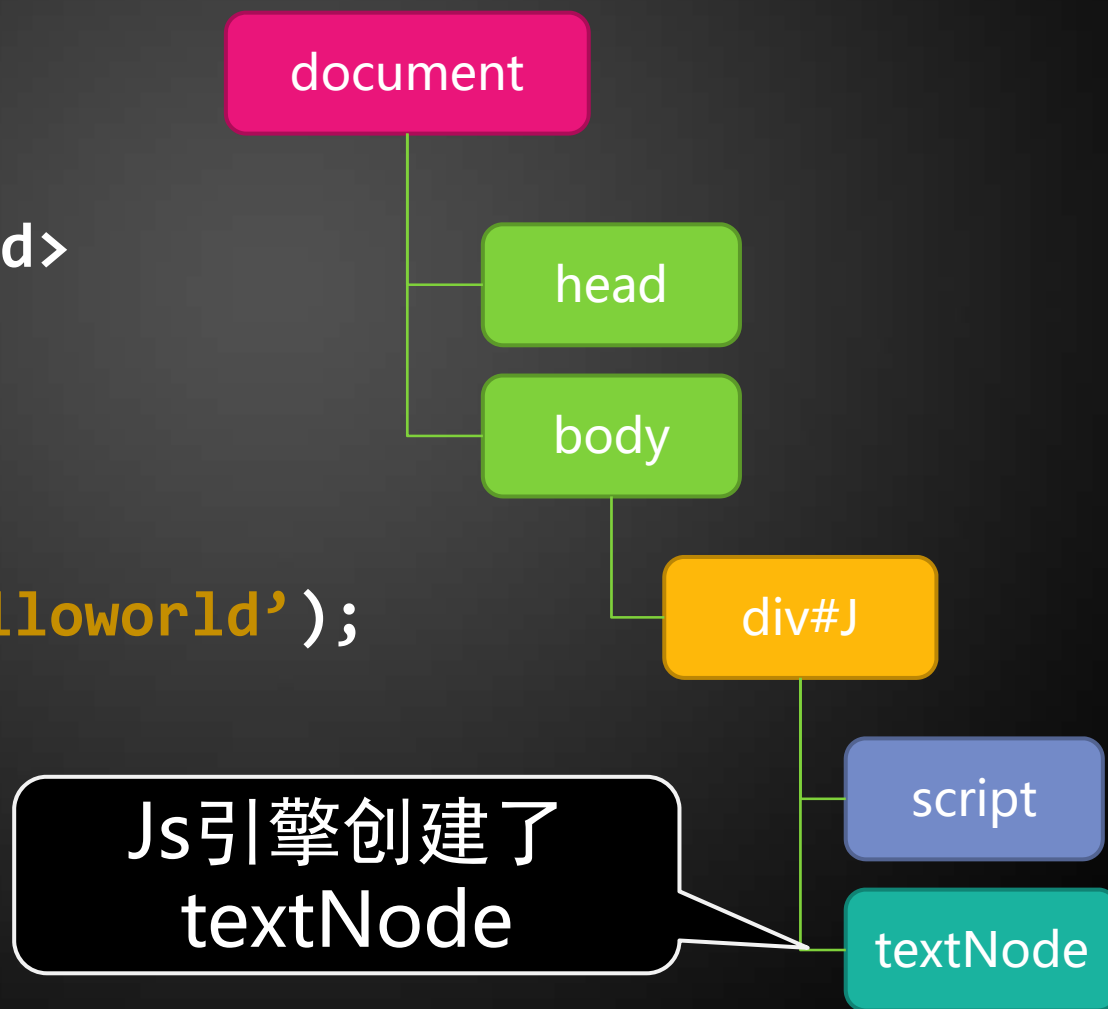 document
d>
head
body
lloworld’);
div#J
script
Js引擎创建了
textNode
textNode